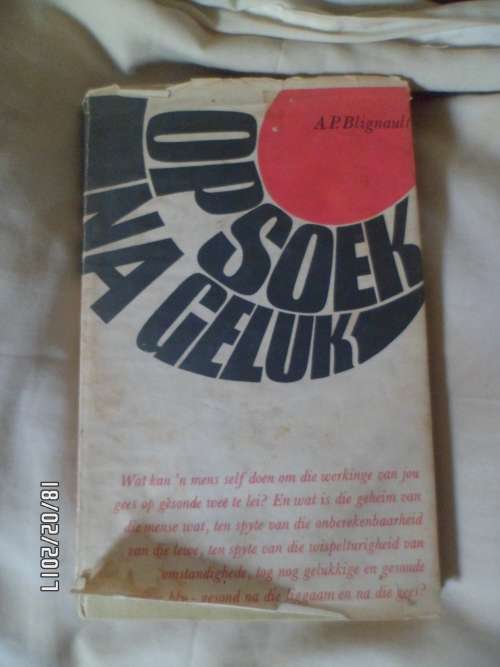 A.P. Blignault
OP SOEK
NA GELUK
Wat kan 'n mens self doen om die werkinge van jou
gees op gesonde weë te lei? En wat is die geheim van
die mense wat, ten spyte van die onberekenbaarheid
van die lewe, ten spyte van die wispelturigheid van
omstandighede, tog nog gelukkige en gesonde
bly - gesond na die liggaam en na die gees?
18/02/2017